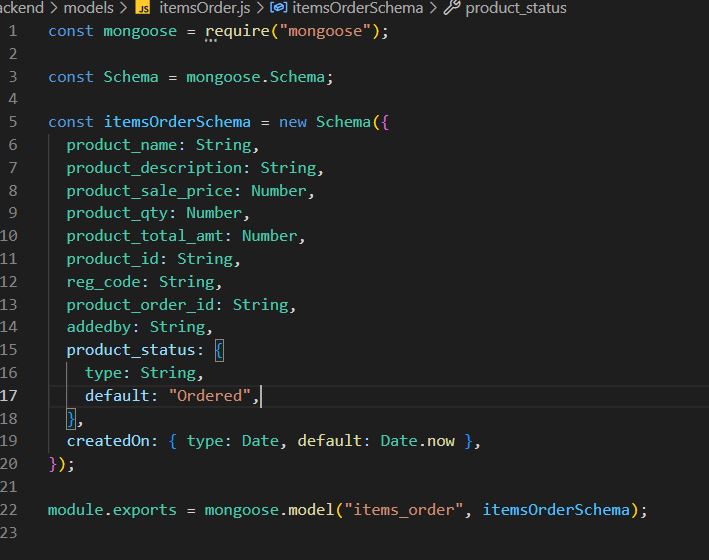 ackend > models > JS itemsOrder.js > itemsOrderSchema > product_status
1 const mongoose = require("mongoose");
2
3 const Schema = mongoose.Schema;
4
5 const itemsOrderSchema = new Schema({
6 product_name: String,
7 product_description: String,
8 product_sale_price: Number,
9 product_qty: Number,
10 product_total_amt: Number,
11 product_id: String,
12 reg_code: String,
13 product_order_id: String,
14 addedby: String,
15 product_status: {
16 type: String,
17 default: "Ordered",
18 },
19 createdOn: { type: Date, default: Date.now },
20 });
21
22 module.exports = mongoose.model("items_order", itemsOrderSchema);
23